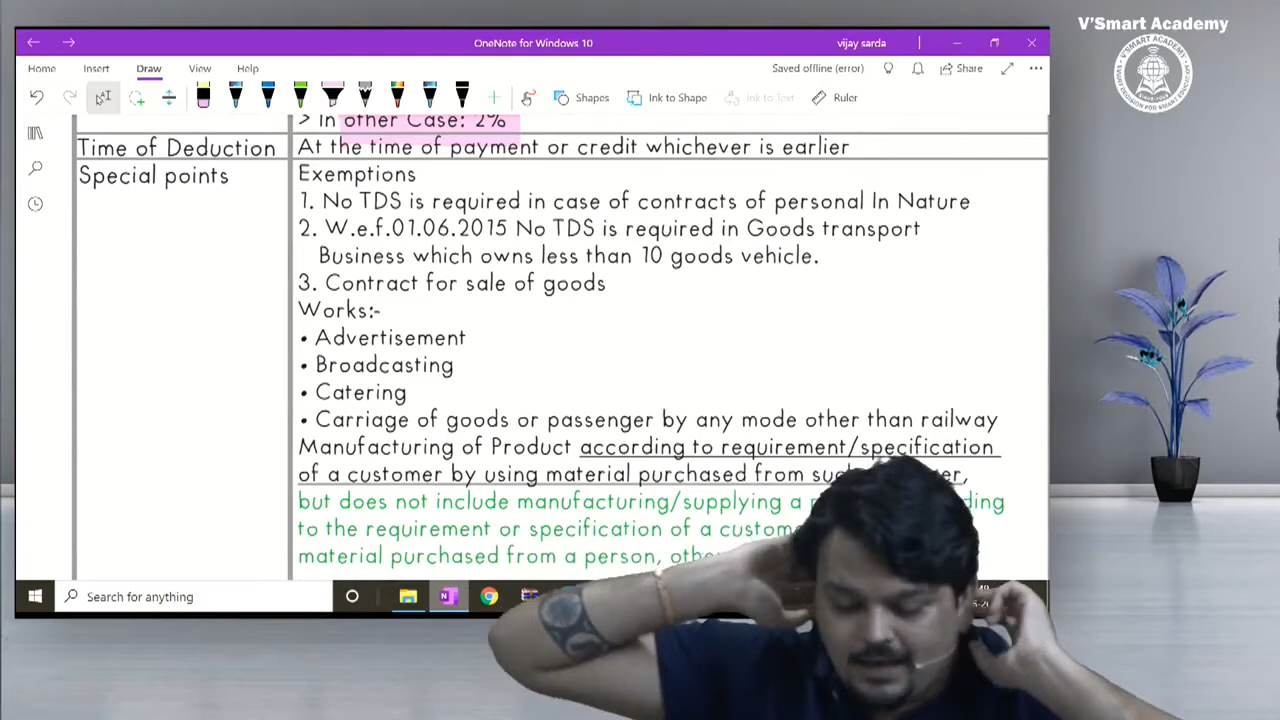 V'Smart Academy
V'SMART ACADEMY
OneNote for Windows 10
vijay sarda
Home Insert Draw View Help
Saved offline (error) Share
Shapes Ink to Shape Ink to Text Ruler
> In other Case: 2%
Time of Deduction At the time of payment or credit whichever is earlier
Special points Exemptions
1. No TDS is required in case of contracts of personal In Nature
2. W.e.f.01.06.2015 No TDS is required in Goods transport
Business which owns less than 10 goods vehicle.
3. Contract for sale of goods
Works:-
• Advertisement
• Broadcasting
• Catering
• Carriage of goods or passenger by any mode other than railway
Manufacturing of Product according to requirement/specification
of a customer by using material purchased from
but does not include manufacturing/supplying a
to the requirement or specification of a
material purchased from a person,
Search for anything